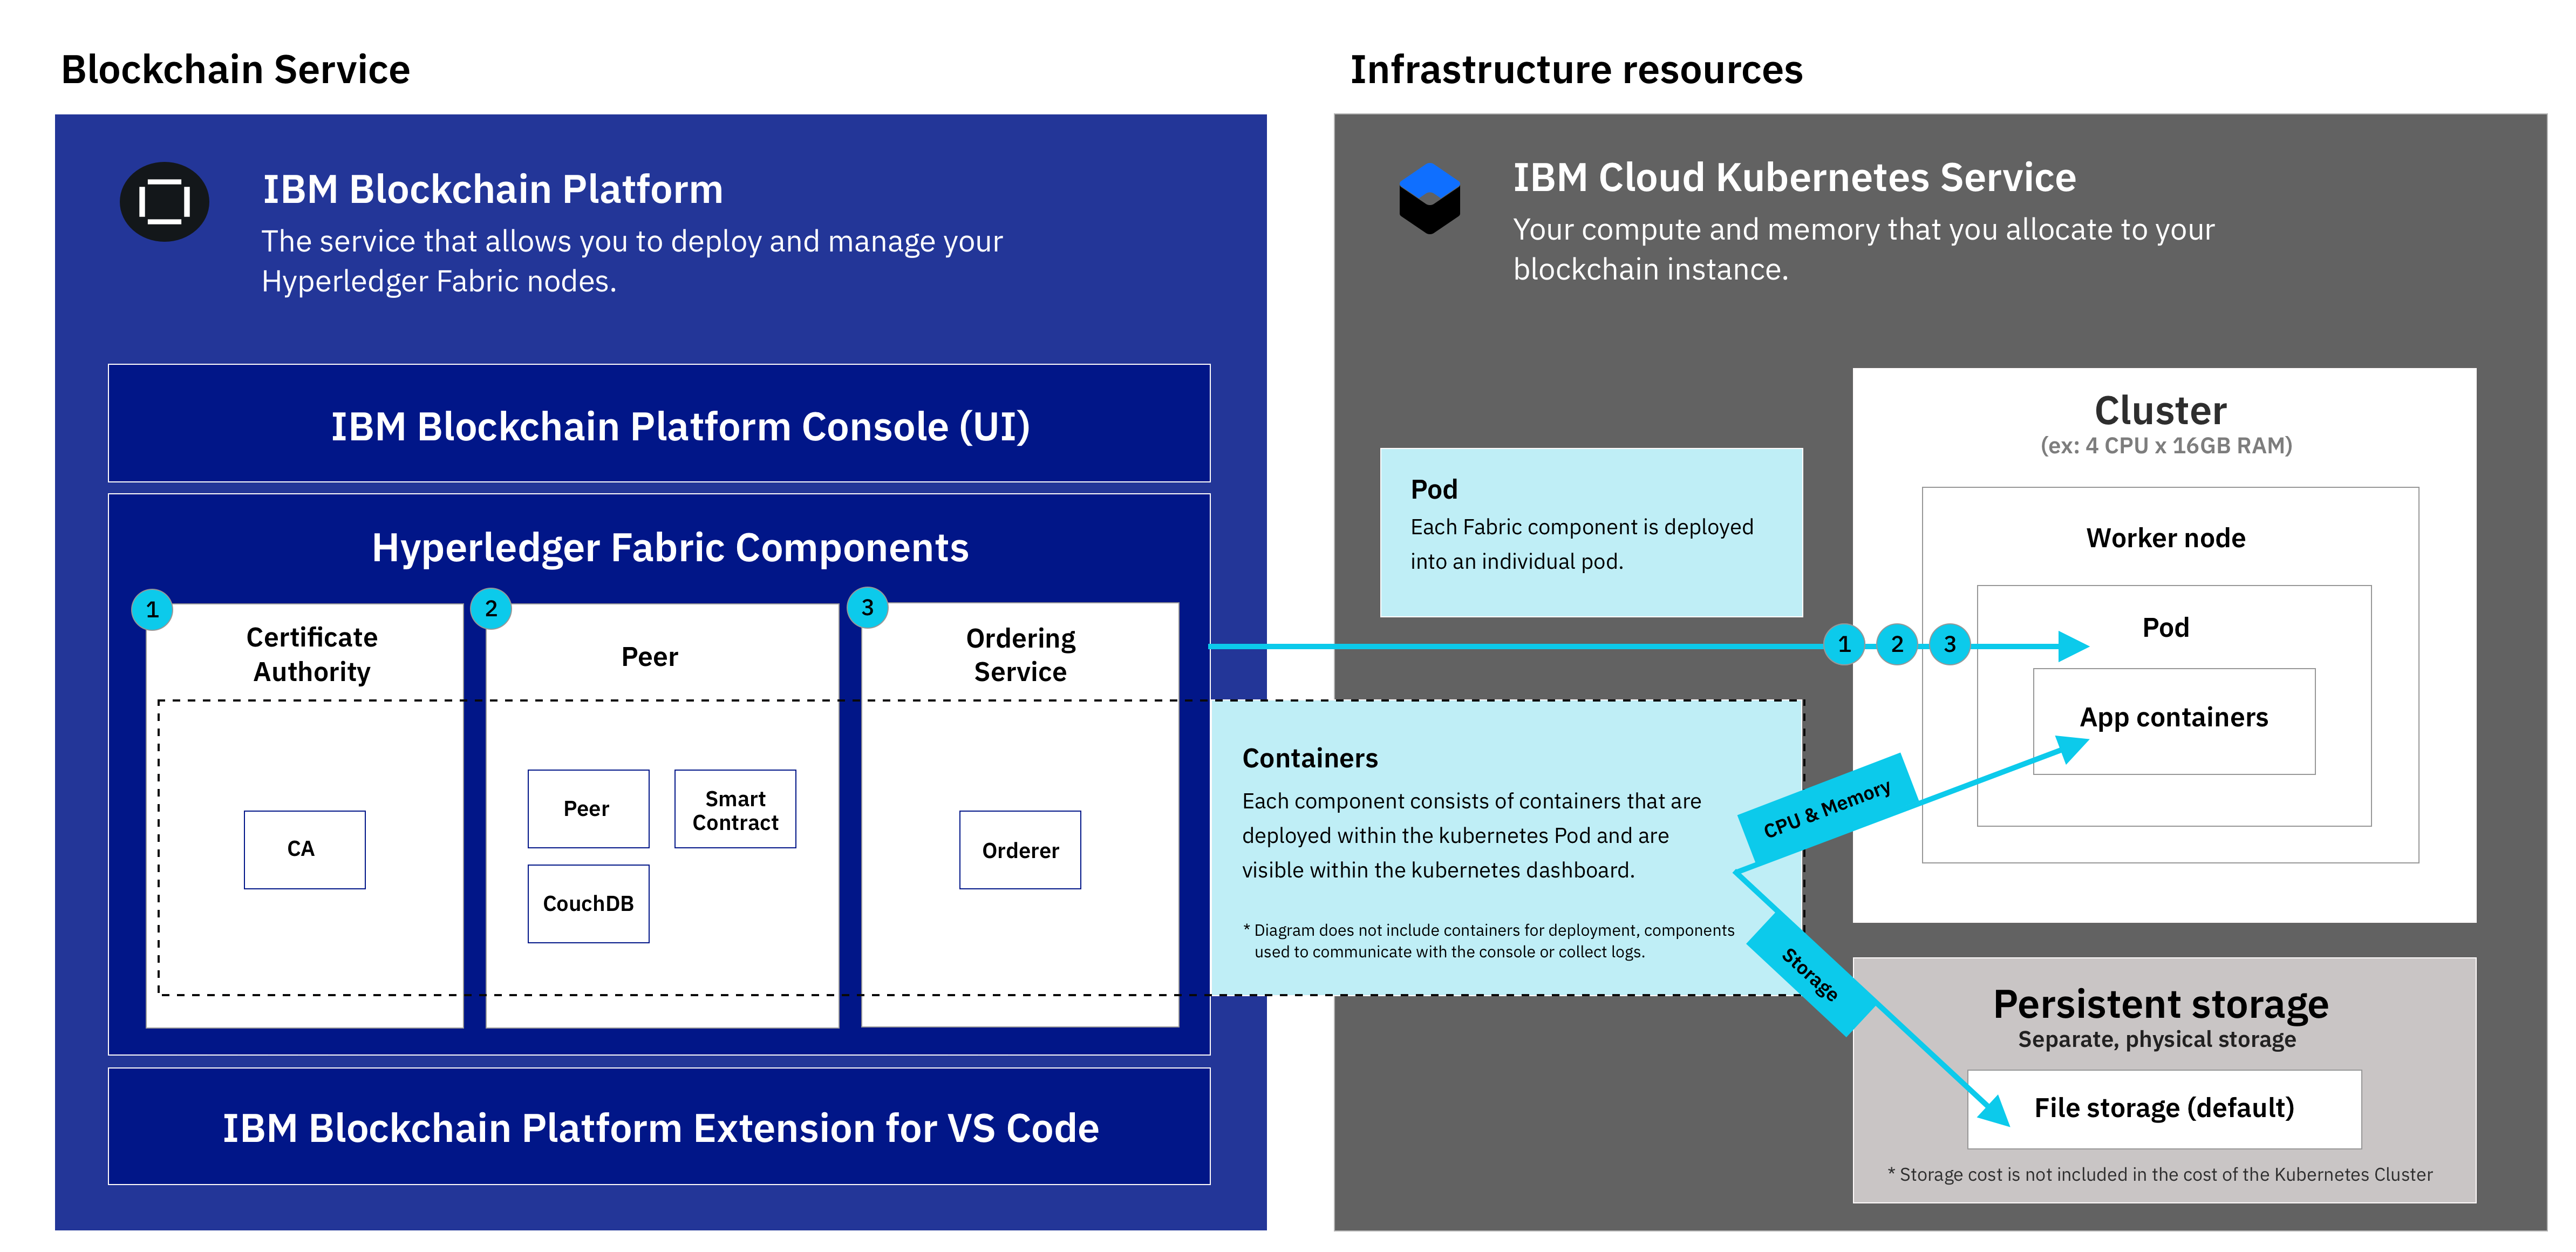 Blockchain Service
IBM Blockchain Platform
The service that allows you to deploy and manage your
Hyperledger Fabric nodes.
IBM Blockchain Platform Console (UI)
Hyperledger Fabric Components
1
Certificate
Authority
CA
2
Peer
Peer
Smart
Contract
CouchDB
3
Ordering
Service
Orderer
IBM Blockchain Platform Extension for VS Code
Infrastructure resources
IBM Cloud Kubernetes Service
Your compute and memory that you allocate to your
blockchain instance.
Pod
Each Fabric component is deployed
into an individual pod.
Containers
Each component consists of containers that are
deployed within the kubernetes Pod and are
visible within the kubernetes dashboard.
* Diagram does not include containers for deployment, components
used to communicate with the console or collect logs.
Cluster
(ex: 4 CPU x 16GB RAM)
Worker node
1 2 3
Pod
App containers
CPU & Memory
Storage
Persistent storage
Separate, physical storage
File storage (default)
* Storage cost is not included in the cost of the Kubernetes Cluster